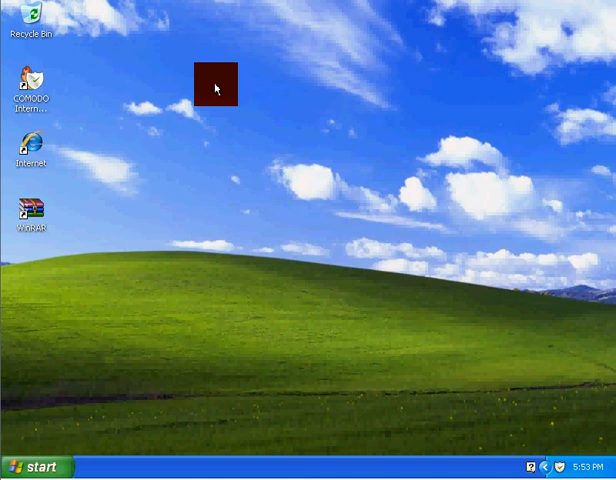 Recycle Bin
COMODO
Intern...
Internet
WinRAR
start
5:53 PM